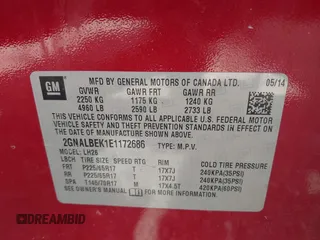 GM
MFD BY GENERAL MOTORS OF CANADA LTD. 05/14
GVWR GAWR FRT GAWR RR
2250 KG 1175 KG 1240 KG
4960 LB 2590 LB 2733 LB
THIS VEHICLE CONFORMS TO ALL APPLICABLE
U.S. FEDERAL MOTOR VEHICLE SAFETY, BUMPER,
AND THEFT PREVENTION STANDARDS IN EFFECT
ON THE DATE OF MANUFACTURE SHOWN ABOVE.
2GNALBEK1E1172686 TYPE: M.P.V.
MODEL: LH26
LBCH TIRE SIZE SPEED RTG RIM COLD TIRE PRESSURE
FRT P225/65R17 T 17X7J 240KPA(35PSI)
RR P225/65R17 T 17X7J 240KPA(35PSI)
SPA T145/70R17 M 17X4.5T 420KPA(60PSI)
SEE OWNER'S MANUAL
DREAMBID